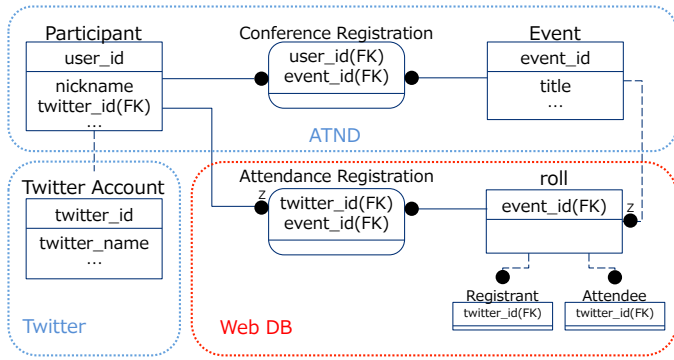 Participant
user_id
nickname
twitter_id(FK)
...
Conference Registration
user_id(FK)
event_id(FK)
Event
event_id
title
...
ATND
Twitter Account
twitter_id
twitter_name
...
Twitter
Attendance Registration
z
twitter_id(FK)
event_id(FK)
roll
event_id(FK)
z
Registrant
twitter_id(FK)
Attendee
twitter_id(FK)
Web DB